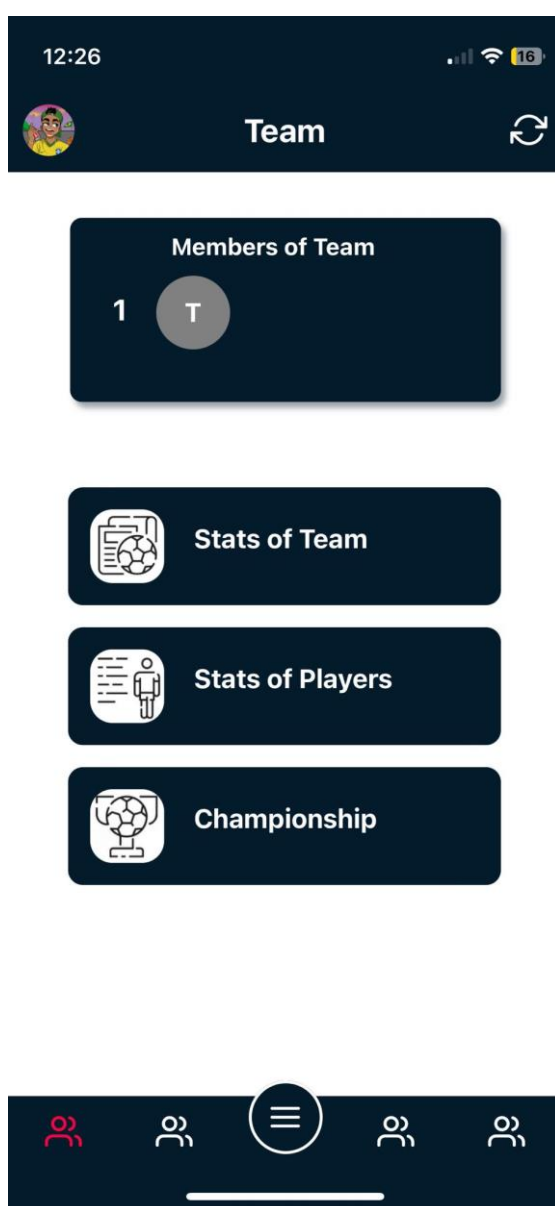 12:26
16
Team
Members of Team
1
T
Stats of Team
Stats of Players
Championship